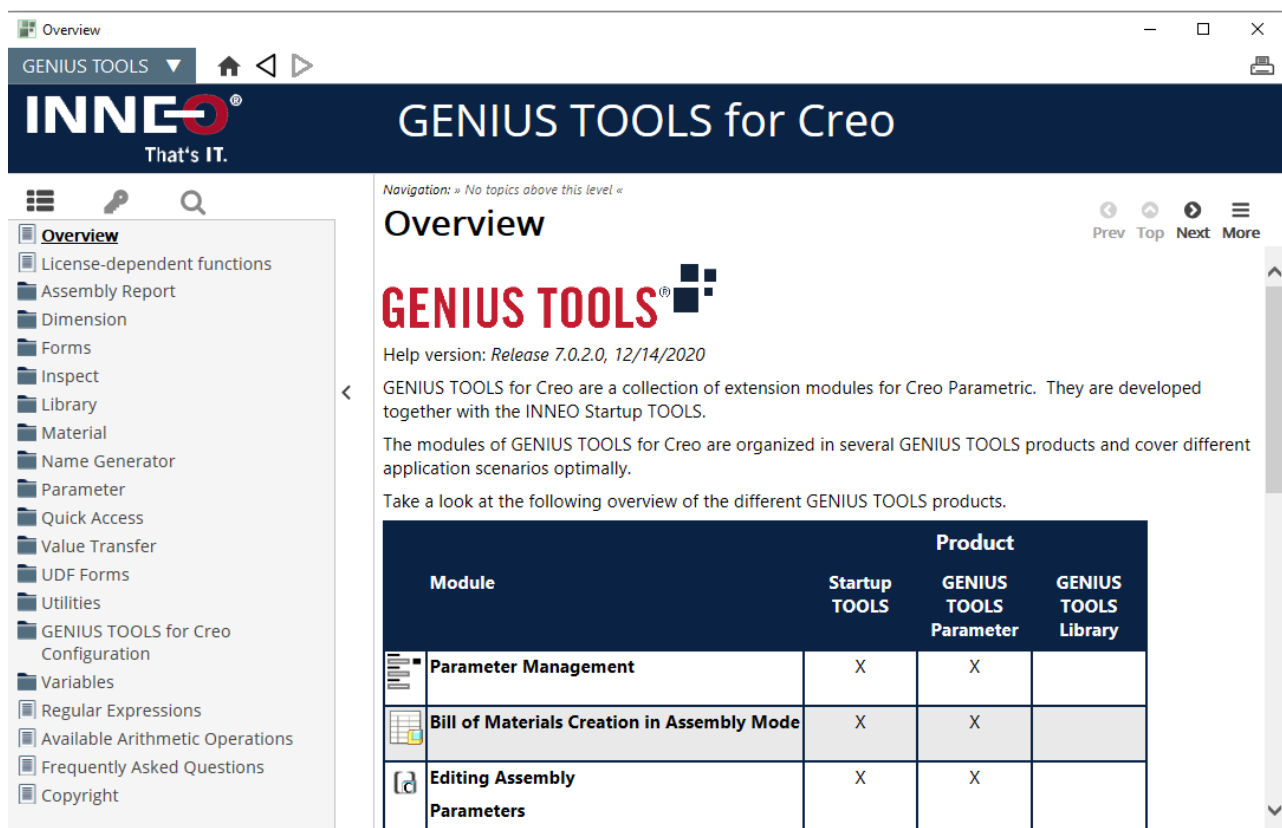 Overview
GENIUS TOOLS
INNEO®
That's IT.
GENIUS TOOLS for Creo
Overview
License-dependent functions
Assembly Report
Dimension
Forms
Inspect
Library
Material
Name Generator
Parameter
Quick Access
Value Transfer
UDF Forms
Utilities
GENIUS TOOLS for Creo
Configuration
Variables
Regular Expressions
Available Arithmetic Operations
Frequently Asked Questions
Copyright
Navigation: » No topics above this level «
Overview
Prev Top Next More
GENIUS TOOLS®
Help version: Release 7.0.2.0, 12/14/2020
GENIUS TOOLS for Creo are a collection of extension modules for Creo Parametric. They are developed
together with the INNEO Startup TOOLS.
The modules of GENIUS TOOLS for Creo are organized in several GENIUS TOOLS products and cover different
application scenarios optimally.
Take a look at the following overview of the different GENIUS TOOLS products.
Product
Module Startup GENIUS GENIUS
TOOLS TOOLS TOOLS
Parameter Library
Parameter Management X X
Bill of Materials Creation in Assembly Mode X X
Editing Assembly X X
Parameters